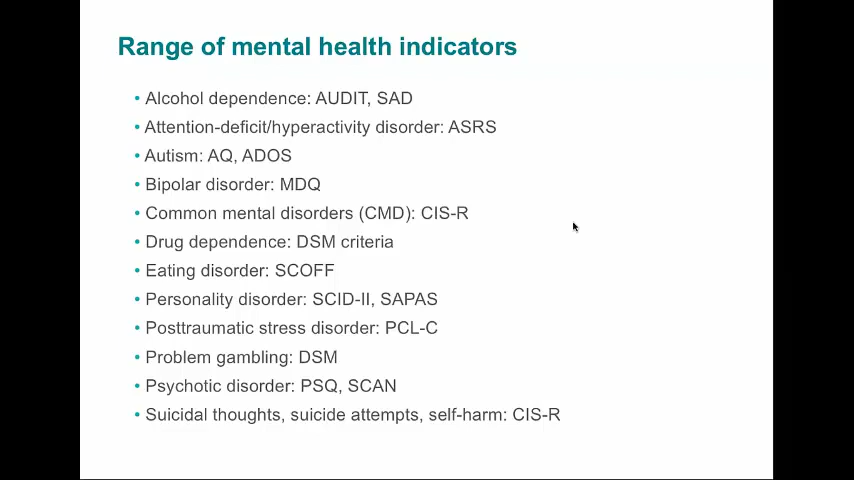 Range of mental health indicators
• Alcohol dependence: AUDIT, SAD
• Attention-deficit/hyperactivity disorder: ASRS
• Autism: AQ, ADOS
• Bipolar disorder: MDQ
• Common mental disorders (CMD): CIS-R
• Drug dependence: DSM criteria
• Eating disorder: SCOFF
• Personality disorder: SCID-II, SAPAS
• Posttraumatic stress disorder: PCL-C
• Problem gambling: DSM
• Psychotic disorder: PSQ, SCAN
• Suicidal thoughts, suicide attempts, self-harm: CIS-R